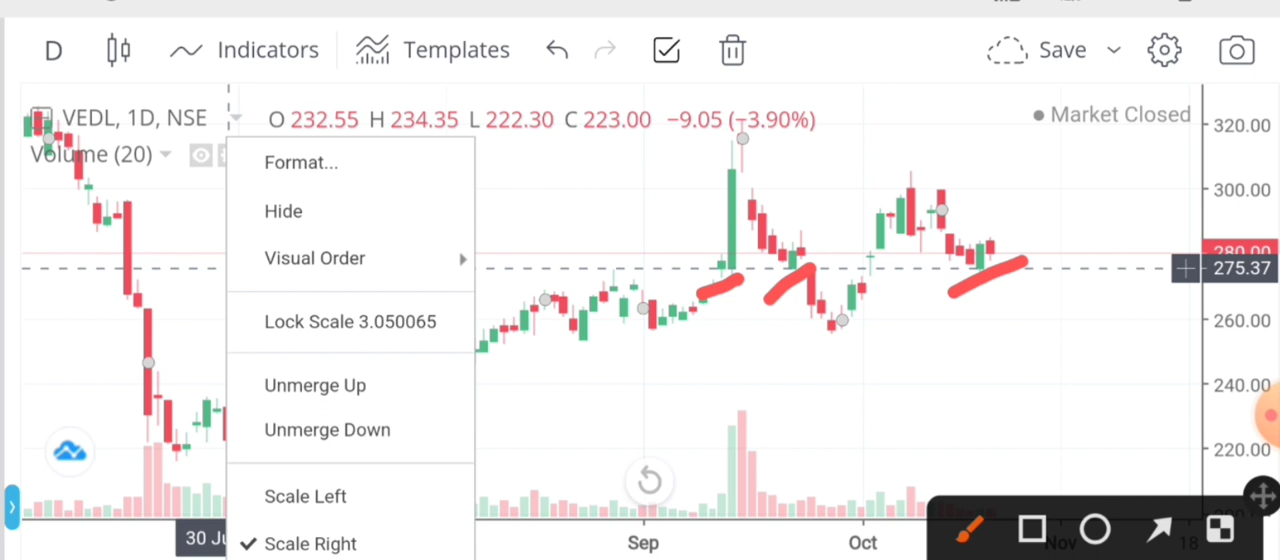 D Indicators Templates Save
VEDL, 1D, NSE O 232.55 H 234.35 L 222.30 C 223.00 −9.05 (−3.90%) Market Closed
Volume (20)
Format...
Hide
Visual Order
Lock Scale 3.050065
Unmerge Up
Unmerge Down
Scale Left
Scale Right
320.00
300.00
280.00
275.37
260.00
240.00
220.00
Sep Oct Nov 18